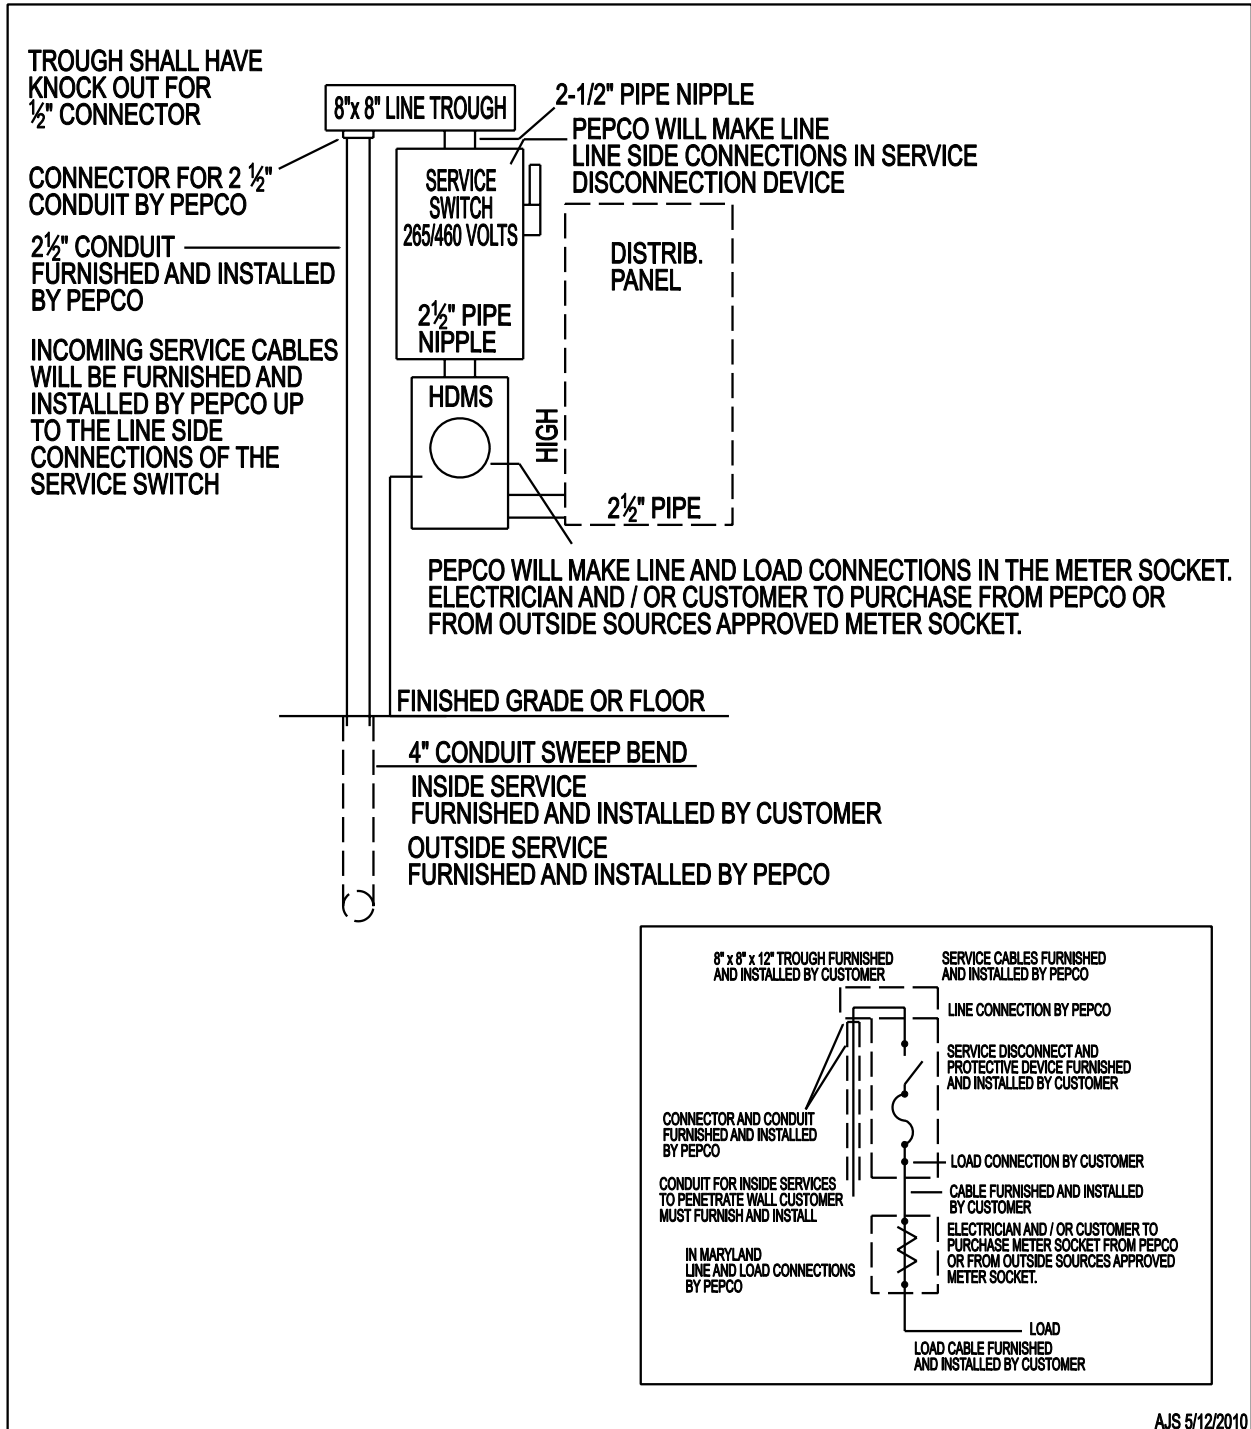 TROUGH SHALL HAVE
KNOCK OUT FOR
½" CONNECTOR
8"x 8" LINE TROUGH
2-1/2" PIPE NIPPLE
PEPCO WILL MAKE LINE
LINE SIDE CONNECTIONS IN SERVICE
DISCONNECTION DEVICE
CONNECTOR FOR 2 ½"
CONDUIT BY PEPCO
SERVICE
SWITCH
265/460 VOLTS
2½" CONDUIT
FURNISHED AND INSTALLED
BY PEPCO
DISTRIB.
PANEL
2½" PIPE
NIPPLE
INCOMING SERVICE CABLES
WILL BE FURNISHED AND
INSTALLED BY PEPCO UP
TO THE LINE SIDE
CONNECTIONS OF THE
SERVICE SWITCH
HDMS
HIGH
2½" PIPE
PEPCO WILL MAKE LINE AND LOAD CONNECTIONS IN THE METER SOCKET.
ELECTRICIAN AND / OR CUSTOMER TO PURCHASE FROM PEPCO OR
FROM OUTSIDE SOURCES APPROVED METER SOCKET.
FINISHED GRADE OR FLOOR
4" CONDUIT SWEEP BEND
INSIDE SERVICE
FURNISHED AND INSTALLED BY CUSTOMER
OUTSIDE SERVICE
FURNISHED AND INSTALLED BY PEPCO
8" x 8" x 12" TROUGH FURNISHED
AND INSTALLED BY CUSTOMER
SERVICE CABLES FURNISHED
AND INSTALLED BY PEPCO
LINE CONNECTION BY PEPCO
SERVICE DISCONNECT AND
PROTECTIVE DEVICE FURNISHED
AND INSTALLED BY CUSTOMER
CONNECTOR AND CONDUIT
FURNISHED AND INSTALLED
BY PEPCO
LOAD CONNECTION BY CUSTOMER
CONDUIT FOR INSIDE SERVICES
TO PENETRATE WALL CUSTOMER
MUST FURNISH AND INSTALL
CABLE FURNISHED AND INSTALLED
BY CUSTOMER
ELECTRICIAN AND / OR CUSTOMER TO
PURCHASE METER SOCKET FROM PEPCO
OR FROM OUTSIDE SOURCES APPROVED
METER SOCKET.
IN MARYLAND
LINE AND LOAD CONNECTIONS
BY PEPCO
LOAD
LOAD CABLE FURNISHED
AND INSTALLED BY CUSTOMER
AJS 5/12/2010